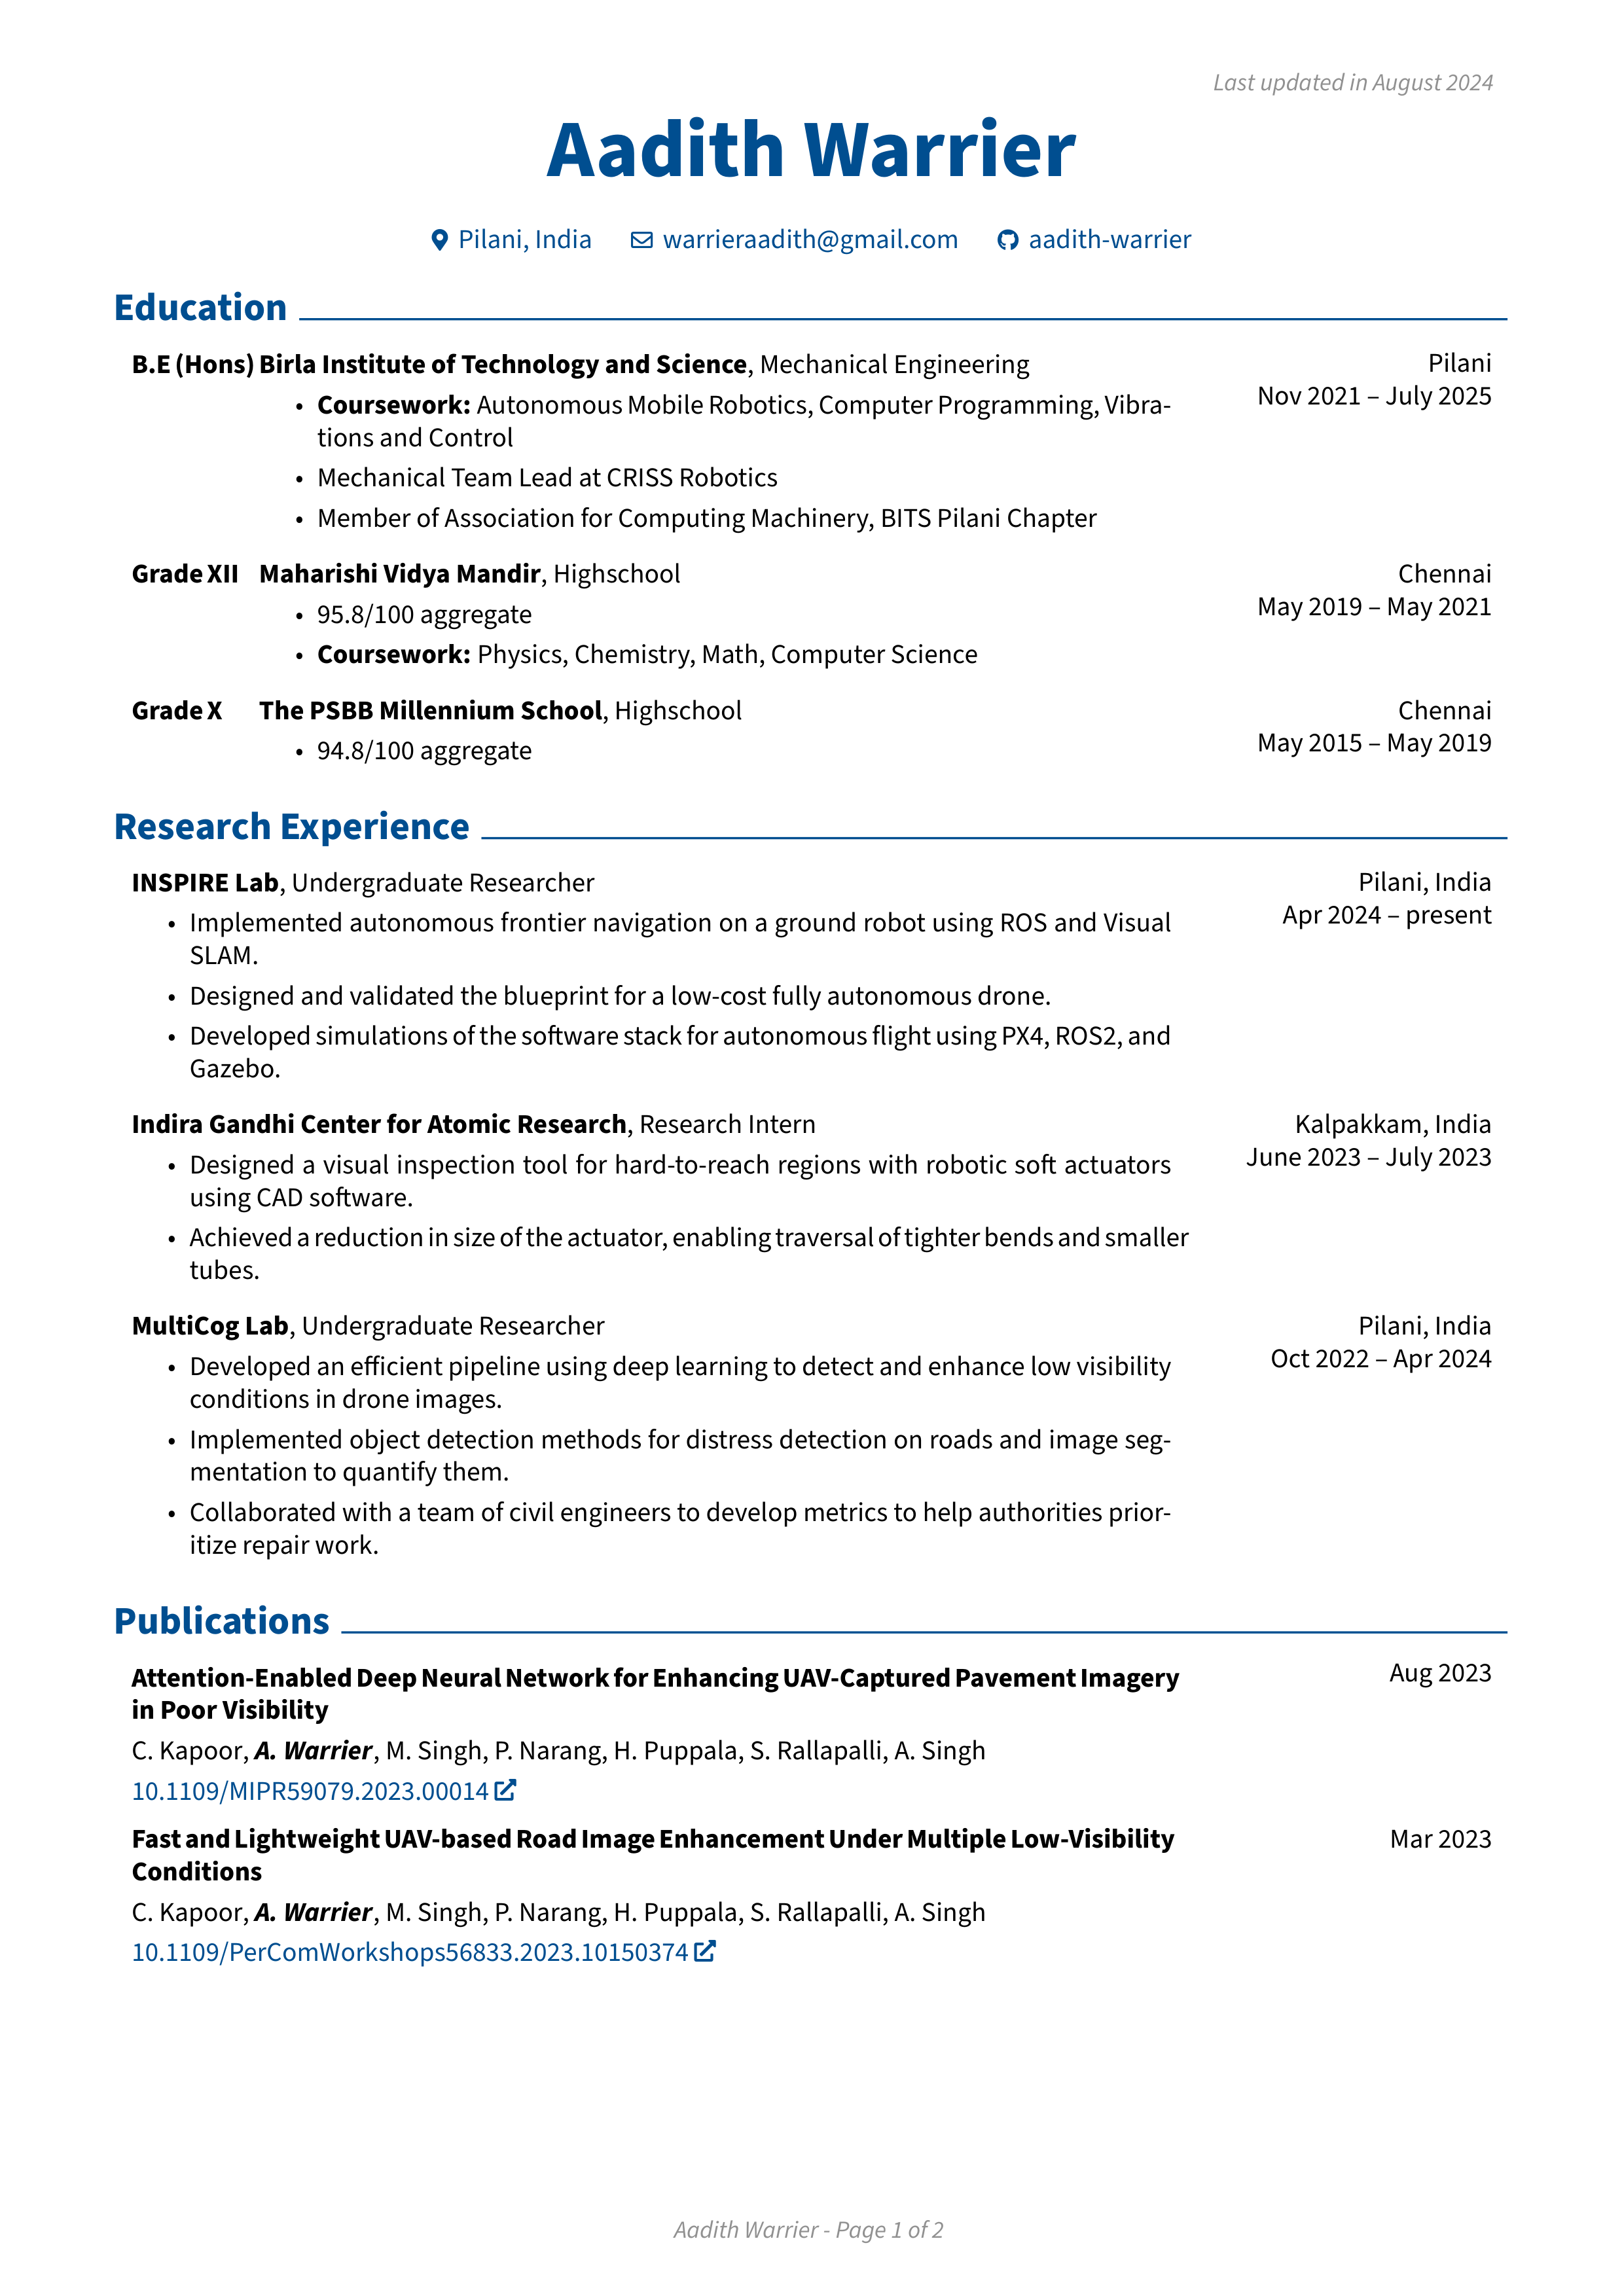 Last updated in August 2024
Aadith Warrier
Pilani, India warrieraadith@gmail.com aadith-warrier
Education
B.E (Hons) Birla Institute of Technology and Science, Mechanical Engineering Pilani
Nov 2021 – July 2025
• Coursework: Autonomous Mobile Robotics, Computer Programming, Vibra-
tions and Control
• Mechanical Team Lead at CRISS Robotics
• Member of Association for Computing Machinery, BITS Pilani Chapter
Grade XII Maharishi Vidya Mandir, Highschool Chennai
May 2019 – May 2021
• 95.8/100 aggregate
• Coursework: Physics, Chemistry, Math, Computer Science
Grade X The PSBB Millennium School, Highschool Chennai
May 2015 – May 2019
• 94.8/100 aggregate
Research Experience
INSPIRE Lab, Undergraduate Researcher Pilani, India
Apr 2024 – present
• Implemented autonomous frontier navigation on a ground robot using ROS and Visual
SLAM.
• Designed and validated the blueprint for a low-cost fully autonomous drone.
• Developed simulations of the software stack for autonomous flight using PX4, ROS2, and
Gazebo.
Indira Gandhi Center for Atomic Research, Research Intern Kalpakkam, India
June 2023 – July 2023
• Designed a visual inspection tool for hard-to-reach regions with robotic soft actuators
using CAD software.
• Achieved a reduction in size of the actuator, enabling traversal of tighter bends and smaller
tubes.
MultiCog Lab, Undergraduate Researcher Pilani, India
Oct 2022 – Apr 2024
• Developed an efficient pipeline using deep learning to detect and enhance low visibility
conditions in drone images.
• Implemented object detection methods for distress detection on roads and image seg-
mentation to quantify them.
• Collaborated with a team of civil engineers to develop metrics to help authorities prior-
itize repair work.
Publications
Attention-Enabled Deep Neural Network for Enhancing UAV-Captured Pavement Imagery Aug 2023
in Poor Visibility
C. Kapoor, A. Warrier, M. Singh, P. Narang, H. Puppala, S. Rallapalli, A. Singh
10.1109/MIPR59079.2023.00014
Fast and Lightweight UAV-based Road Image Enhancement Under Multiple Low-Visibility Mar 2023
Conditions
C. Kapoor, A. Warrier, M. Singh, P. Narang, H. Puppala, S. Rallapalli, A. Singh
10.1109/PerComWorkshops56833.2023.10150374
Aadith Warrier - Page 1 of 2